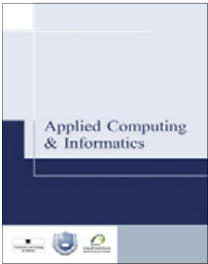 Applied Computing
& Informatics